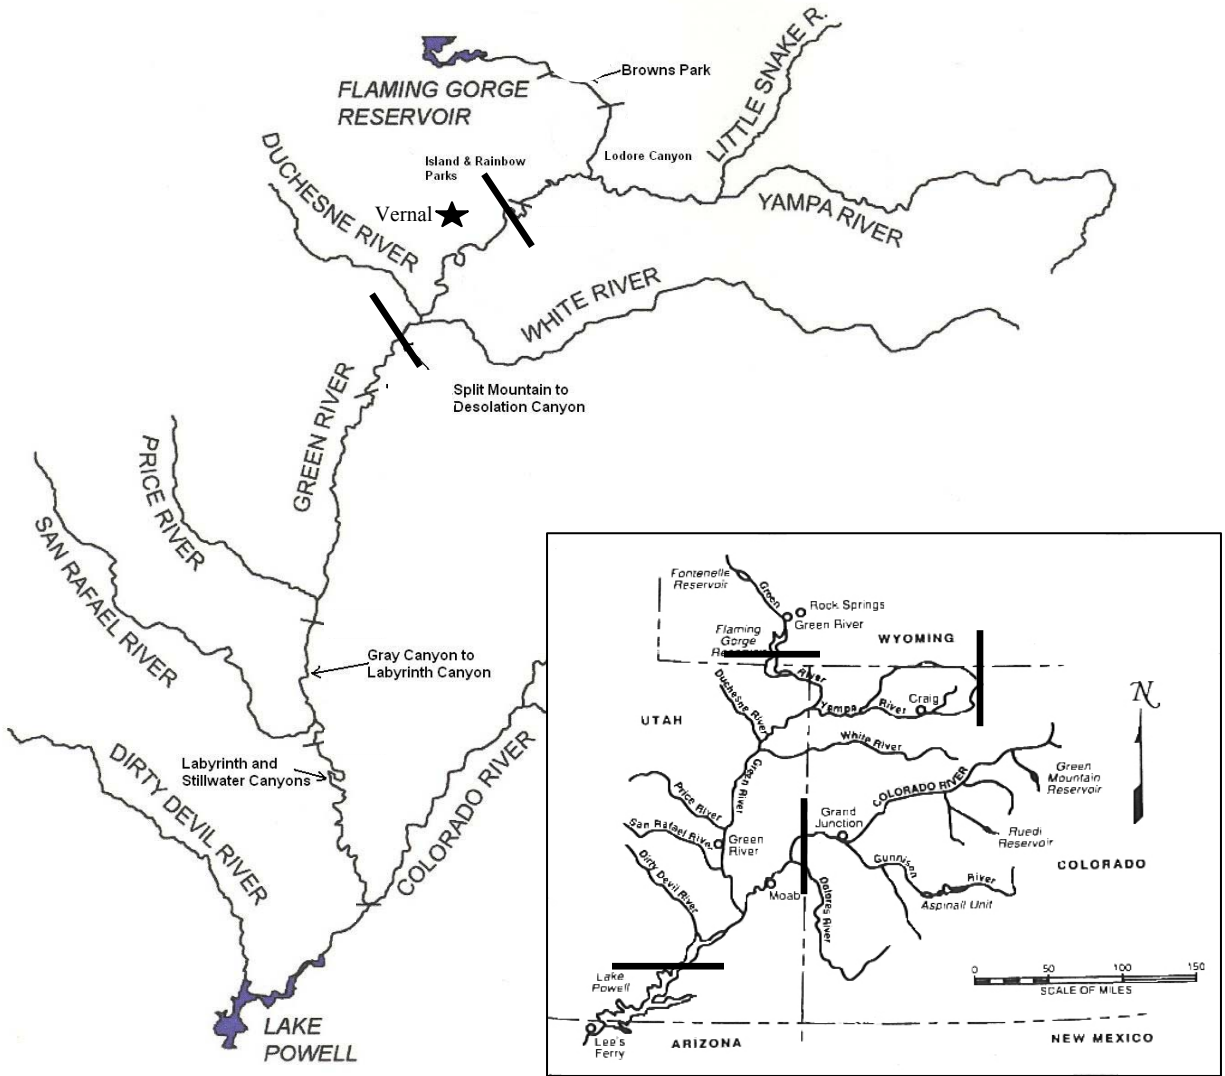 LITTLE SNAKE R.
Browns Park
FLAMING GORGE
RESERVOIR
Lodore Canyon
Island & Rainbow
Parks
DUCHESNE RIVER
Vernal
YAMPA RIVER
WHITE RIVER
Split Mountain to
Desolation Canyon
GREEN RIVER
PRICE RIVER
SAN RAFAEL RIVER
Gray Canyon to
Labyrinth Canyon
Labyrinth and
Stillwater Canyons
DIRTY DEVIL RIVER
COLORADO RIVER
LAKE
POWELL
Fontenelle
Reservoir
Green
Rock Springs
Green River
Flaming
Gorge
WYOMING
River
Duchesne River
Craig
Yampa River
UTAH
White River
N
Green River
Price River
COLORADO RIVER
Green
Mountain
Reservoir
Grand
Junction
San Rafael River
Green
River
Ruedi
Reservoir
Gunnison
River
COLORADO
Dirty Devil River
Moab
Dolores River
Aspinall Unit
Lake
Powell
0 50 100 150
SCALE OF MILES
Lee's
Ferry
ARIZONA
NEW MEXICO